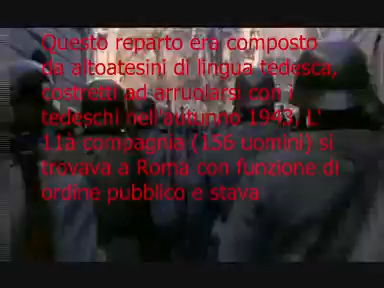 Questo reparto era composto
da altoatesini di lingua tedesca,
costretti ad arruolarsi con i
tedeschi nell'autunno 1943. L'
11a compagnia (156 uomini) si
trovava a Roma con funzione di
ordine pubblico e stava